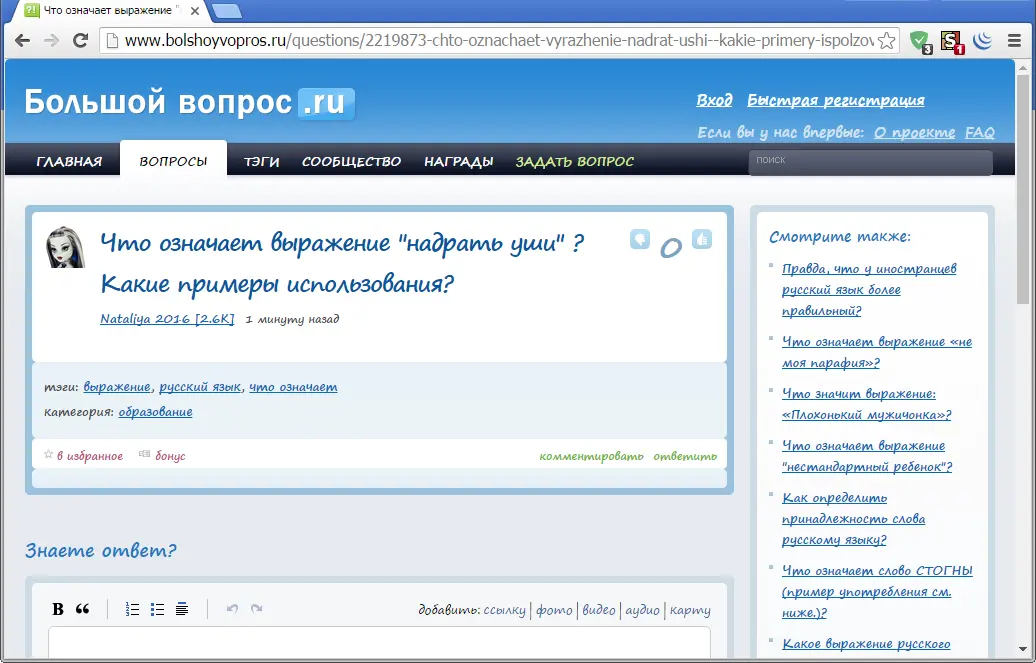 Что означает выражение "
www.bolshoyvopros.ru/questions/2219873-chto-oznachaet-vyrazhenie-nadrat-ushi--kakie-primery-ispolzov
3
S
1
Большой вопрос .ru
Вход Быстрая регистрация
Если вы у нас впервые: О проекте FAQ
ГЛАВНАЯ ВОПРОСЫ ТЭГИ СООБЩЕСТВО НАГРАДЫ ЗАДАТЬ ВОПРОС
поиск
Что означает выражение "надрать уши" ?
Какие примеры использования?
0
Nataliya 2016 [2.6K] 1 минуту назад
тэги: выражение, русский язык, что означает
категория: образование
в избранное бонус комментировать ответить
Знаете ответ?
B “ добавить: ссылку | фото | видео | аудио | карту
Смотрите также:
Правда, что у иностранцев
русский язык более
правильный?
Что означает выражение «не
моя парафия»?
Что значит выражение:
«Плохонький мужичонка»?
Что означает выражение
"нестандартный ребенок"?
Как определить
принадлежность слова
русскому языку?
Что означает слово СТОГНЫ
(пример употребления см.
ниже.)?
Какое выражение русского